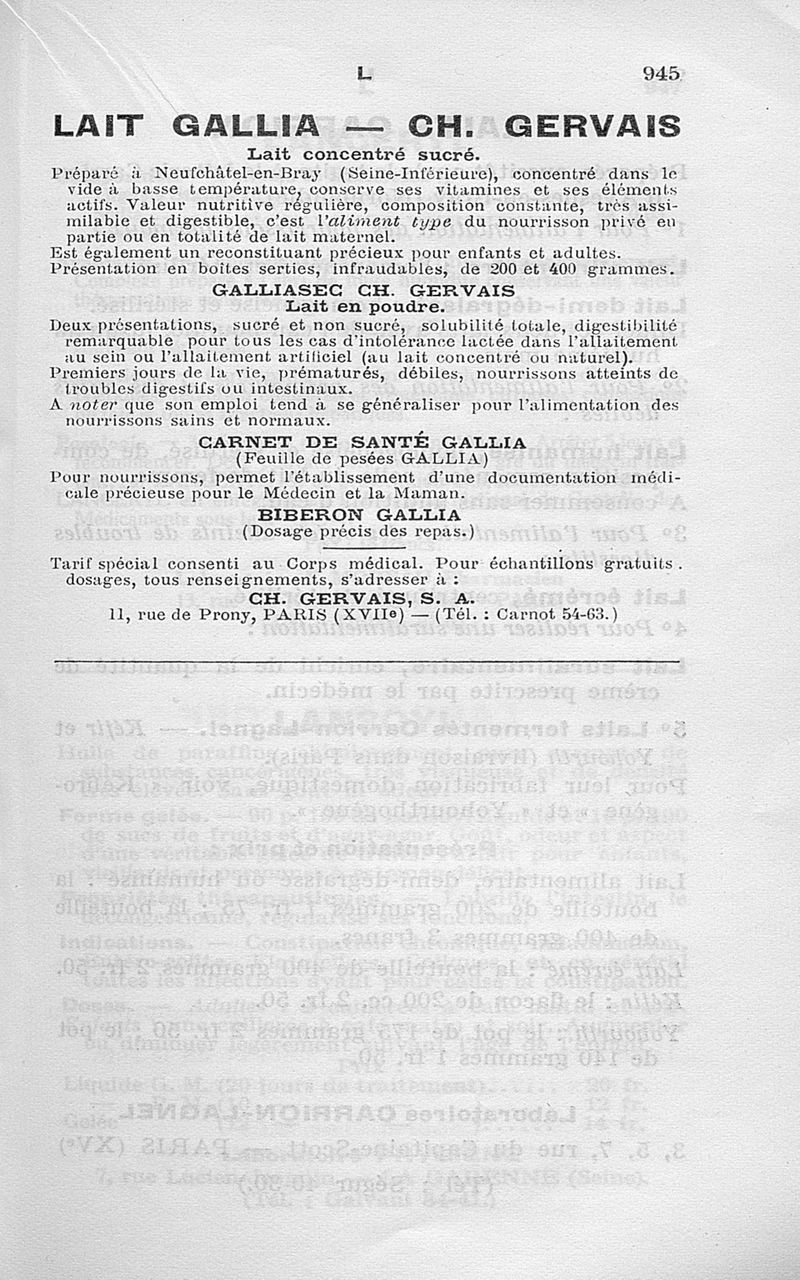 L 945
LAIT GALLIA — CH. GERVAIS
Lait concentré sucré.
Préparé à Neufchâtel-en-Bray (Seine-Inférieure), concentré dans le
vide à basse température, conserve ses vitamines et ses éléments
actifs. Valeur nutritive régulière, composition constante, très assi-
milable et digestible, c'est l'aliment type du nourrisson privé en
partie ou en totalité de lait maternel.
Est également un reconstituant précieux pour enfants et adultes.
Présentation en boîtes serties, infraudables, de 200 et 400 grammes.
GALLIASEC CH. GERVAIS
Lait en poudre.
Deux présentations, sucré et non sucré, solubilité totale, digestibilité
remarquable pour tous les cas d'intolérance lactée dans l'allaitement
au sein ou l'allaitement artificiel (au lait concentré ou naturel).
Premiers jours de la vie, prématurés, débiles, nourrissons atteints de
troubles digestifs ou intestinaux.
A noter que son emploi tend à se généraliser pour l'alimentation des
nourrissons sains et normaux.
CARNET DE SANTÉ GALLIA
(Feuille de pesées GALLIA)
Pour nourrissons, permet l'établissement d'une documentation médi-
cale précieuse pour le Médecin et la Maman.
BIBERON GALLIA
(Dosage précis des repas.)
Tarif spécial consenti au Corps médical. Pour échantillons gratuits.
dosages, tous renseignements, s'adresser à :
CH. GERVAIS, S. A.
11, rue de Prony, PARIS (XVIIe) — (Tél. : Carnot 54-63.)